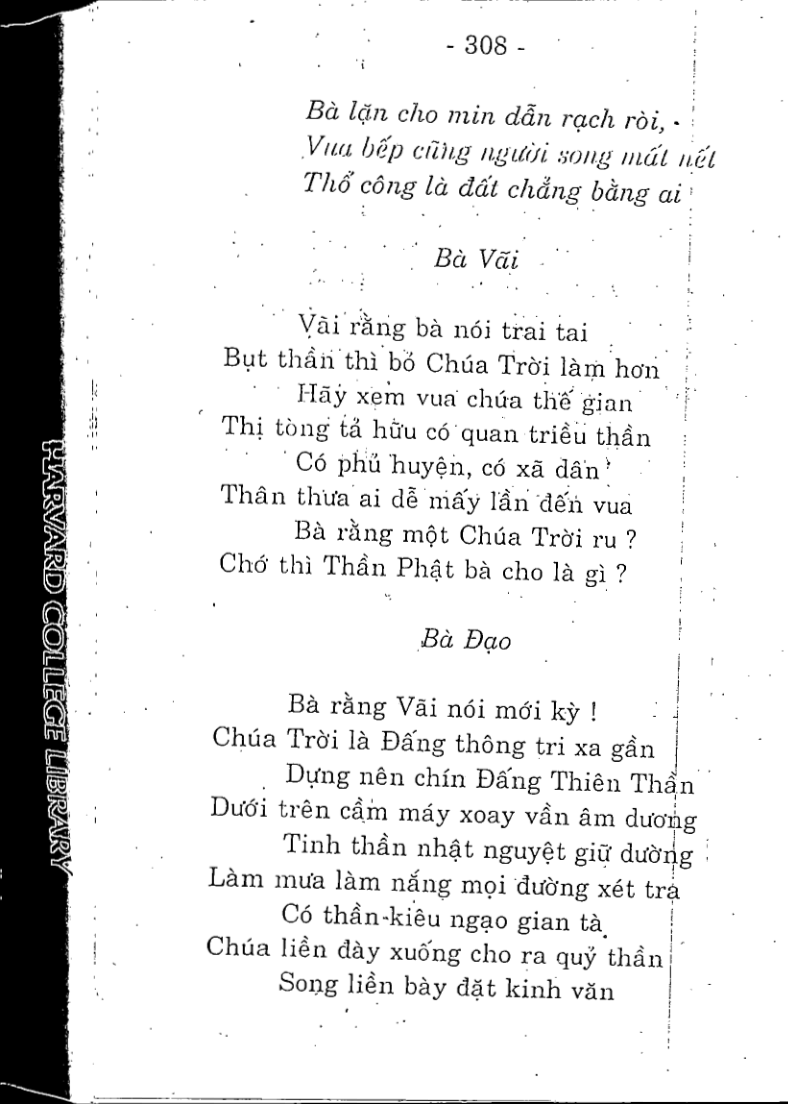 - 308 -
Bà lặn cho min dẫn rạch ròi,
Vua bếp cũng người song mất nết
Thổ công là đất chẳng bằng ai
Bà Vãi
Vãi rằng bà nói trai tai
Bụt thần thì bỏ Chúa Trời làm hơn
Hãy xem vua chúa thế gian
Thị tòng tả hữu có quan triều thần
Có phủ huyện, có xã dân
Thân thưa ai dễ mấy lần đến vua
Bà rằng một Chúa Trời ru ?
Chớ thì Thần Phật bà cho là gì ?
Bà Đạo
Bà rằng Vãi nói mới kỳ !
Chúa Trời là Đấng thông tri xa gần
Dựng nên chín Đấng Thiên Thần
Dưới trên cầm máy xoay vần âm dương
Tinh thần nhật nguyệt giữ dường
Làm mưa làm nắng mọi đường xét tra
Có thần kiêu ngạo gian tà
Chúa liền đày xuống cho ra quỷ thần
Song liền bày đặt kinh văn
HARVARD COLLEGE LIBRARY